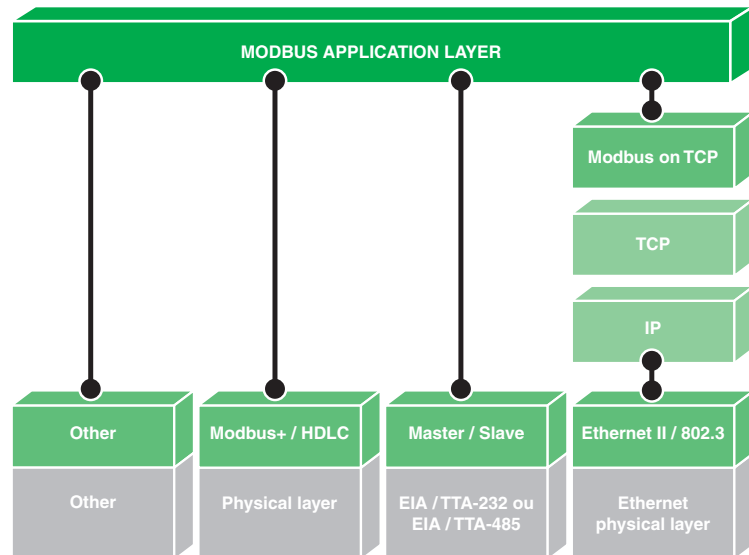 MODBUS APPLICATION LAYER
Modbus on TCP
TCP
IP
Other
Modbus+ / HDLC
Master / Slave
Ethernet II / 802.3
Other
Physical layer
EIA / TTA-232 ou
EIA / TTA-485
Ethernet
physical layer